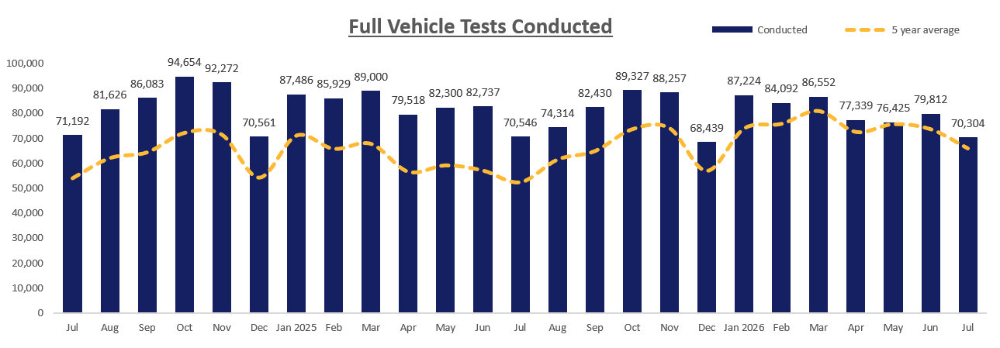 Full Vehicle Tests Conducted
Conducted
5 year average
100,000
90,000
80,000
70,000
60,000
50,000
40,000
30,000
20,000
10,000
0
71,192
81,626
86,083
94,654
92,272
70,561
87,486
85,929
89,000
79,518
82,300
82,737
70,546
74,314
82,430
89,327
88,257
68,439
87,224
84,092
86,552
77,339
76,425
79,812
70,304
Jul
Aug
Sep
Oct
Nov
Dec
Jan 2025
Feb
Mar
Apr
May
Jun
Jul
Aug
Sep
Oct
Nov
Dec
Jan 2026
Feb
Mar
Apr
May
Jun
Jul